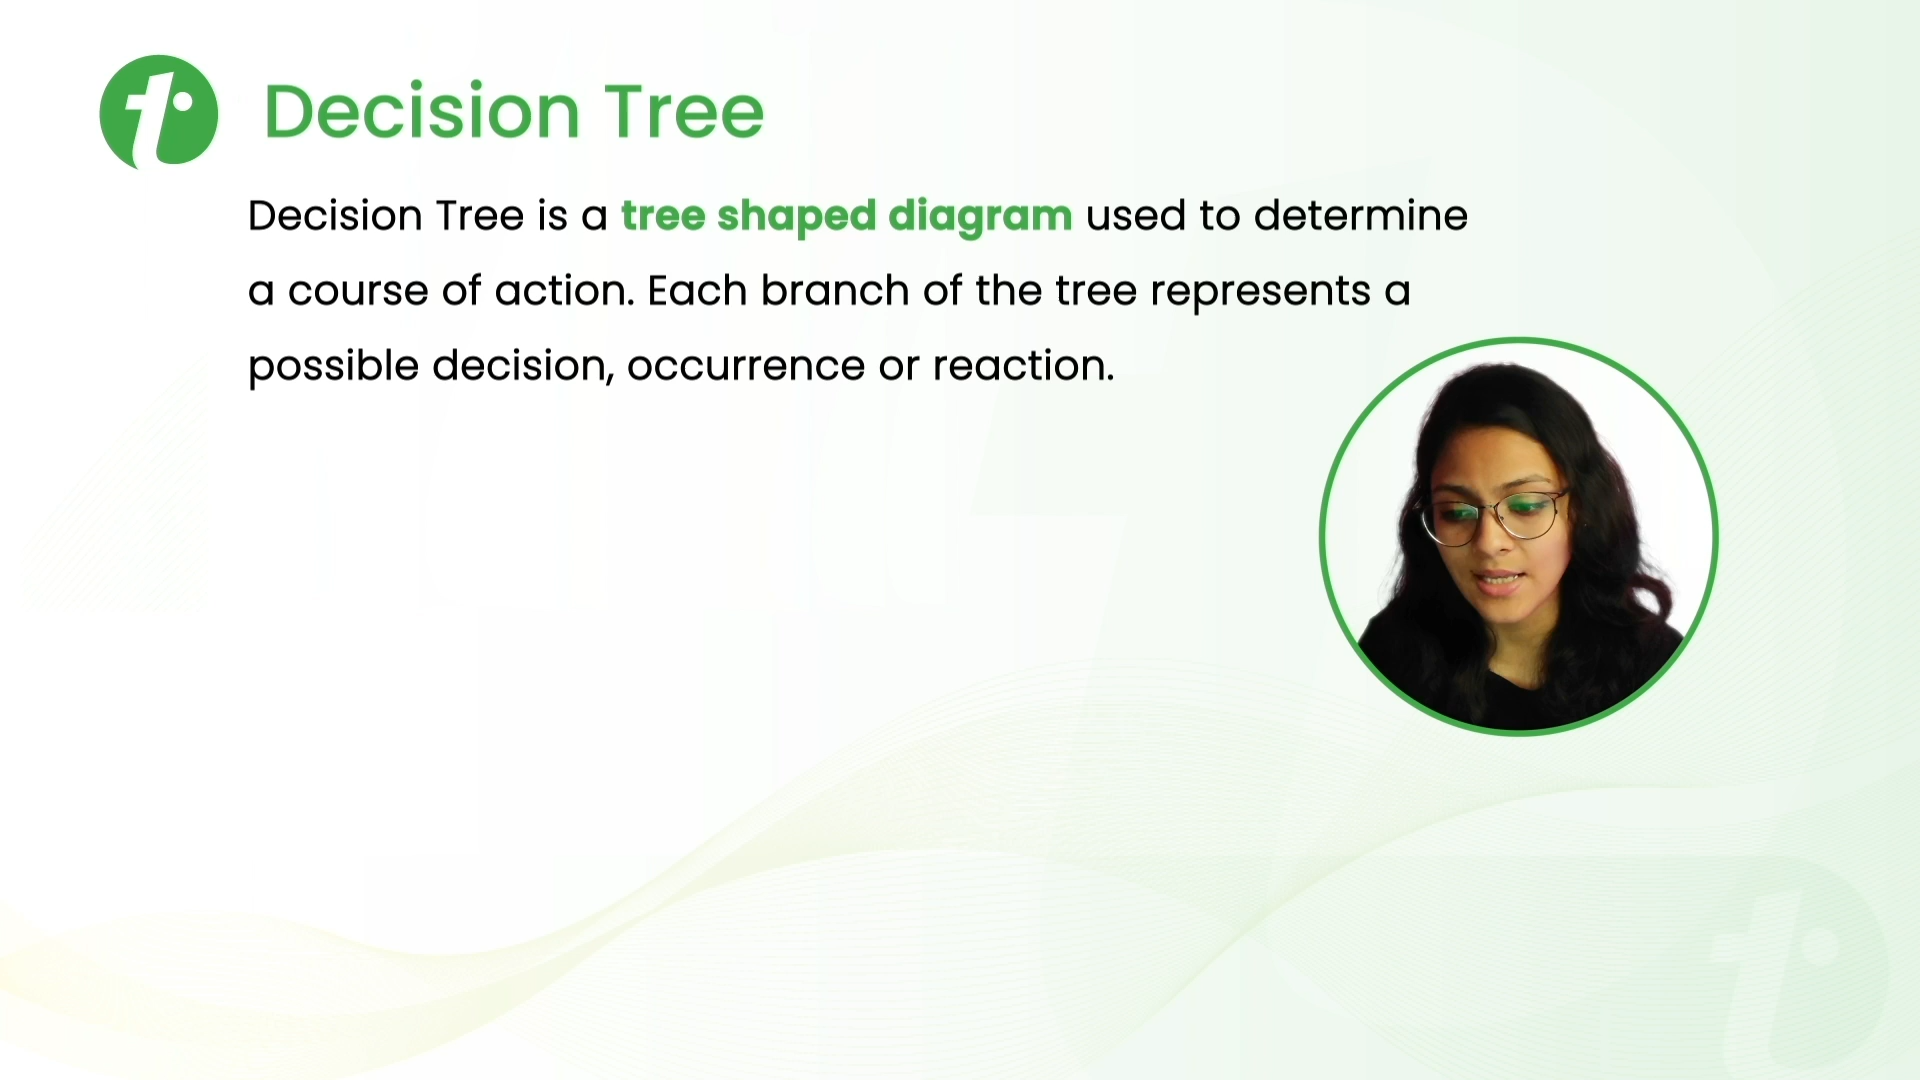 Decision Tree
Decision Tree is a tree shaped diagram used to determine
a course of action. Each branch of the tree represents a
possible decision, occurrence or reaction.